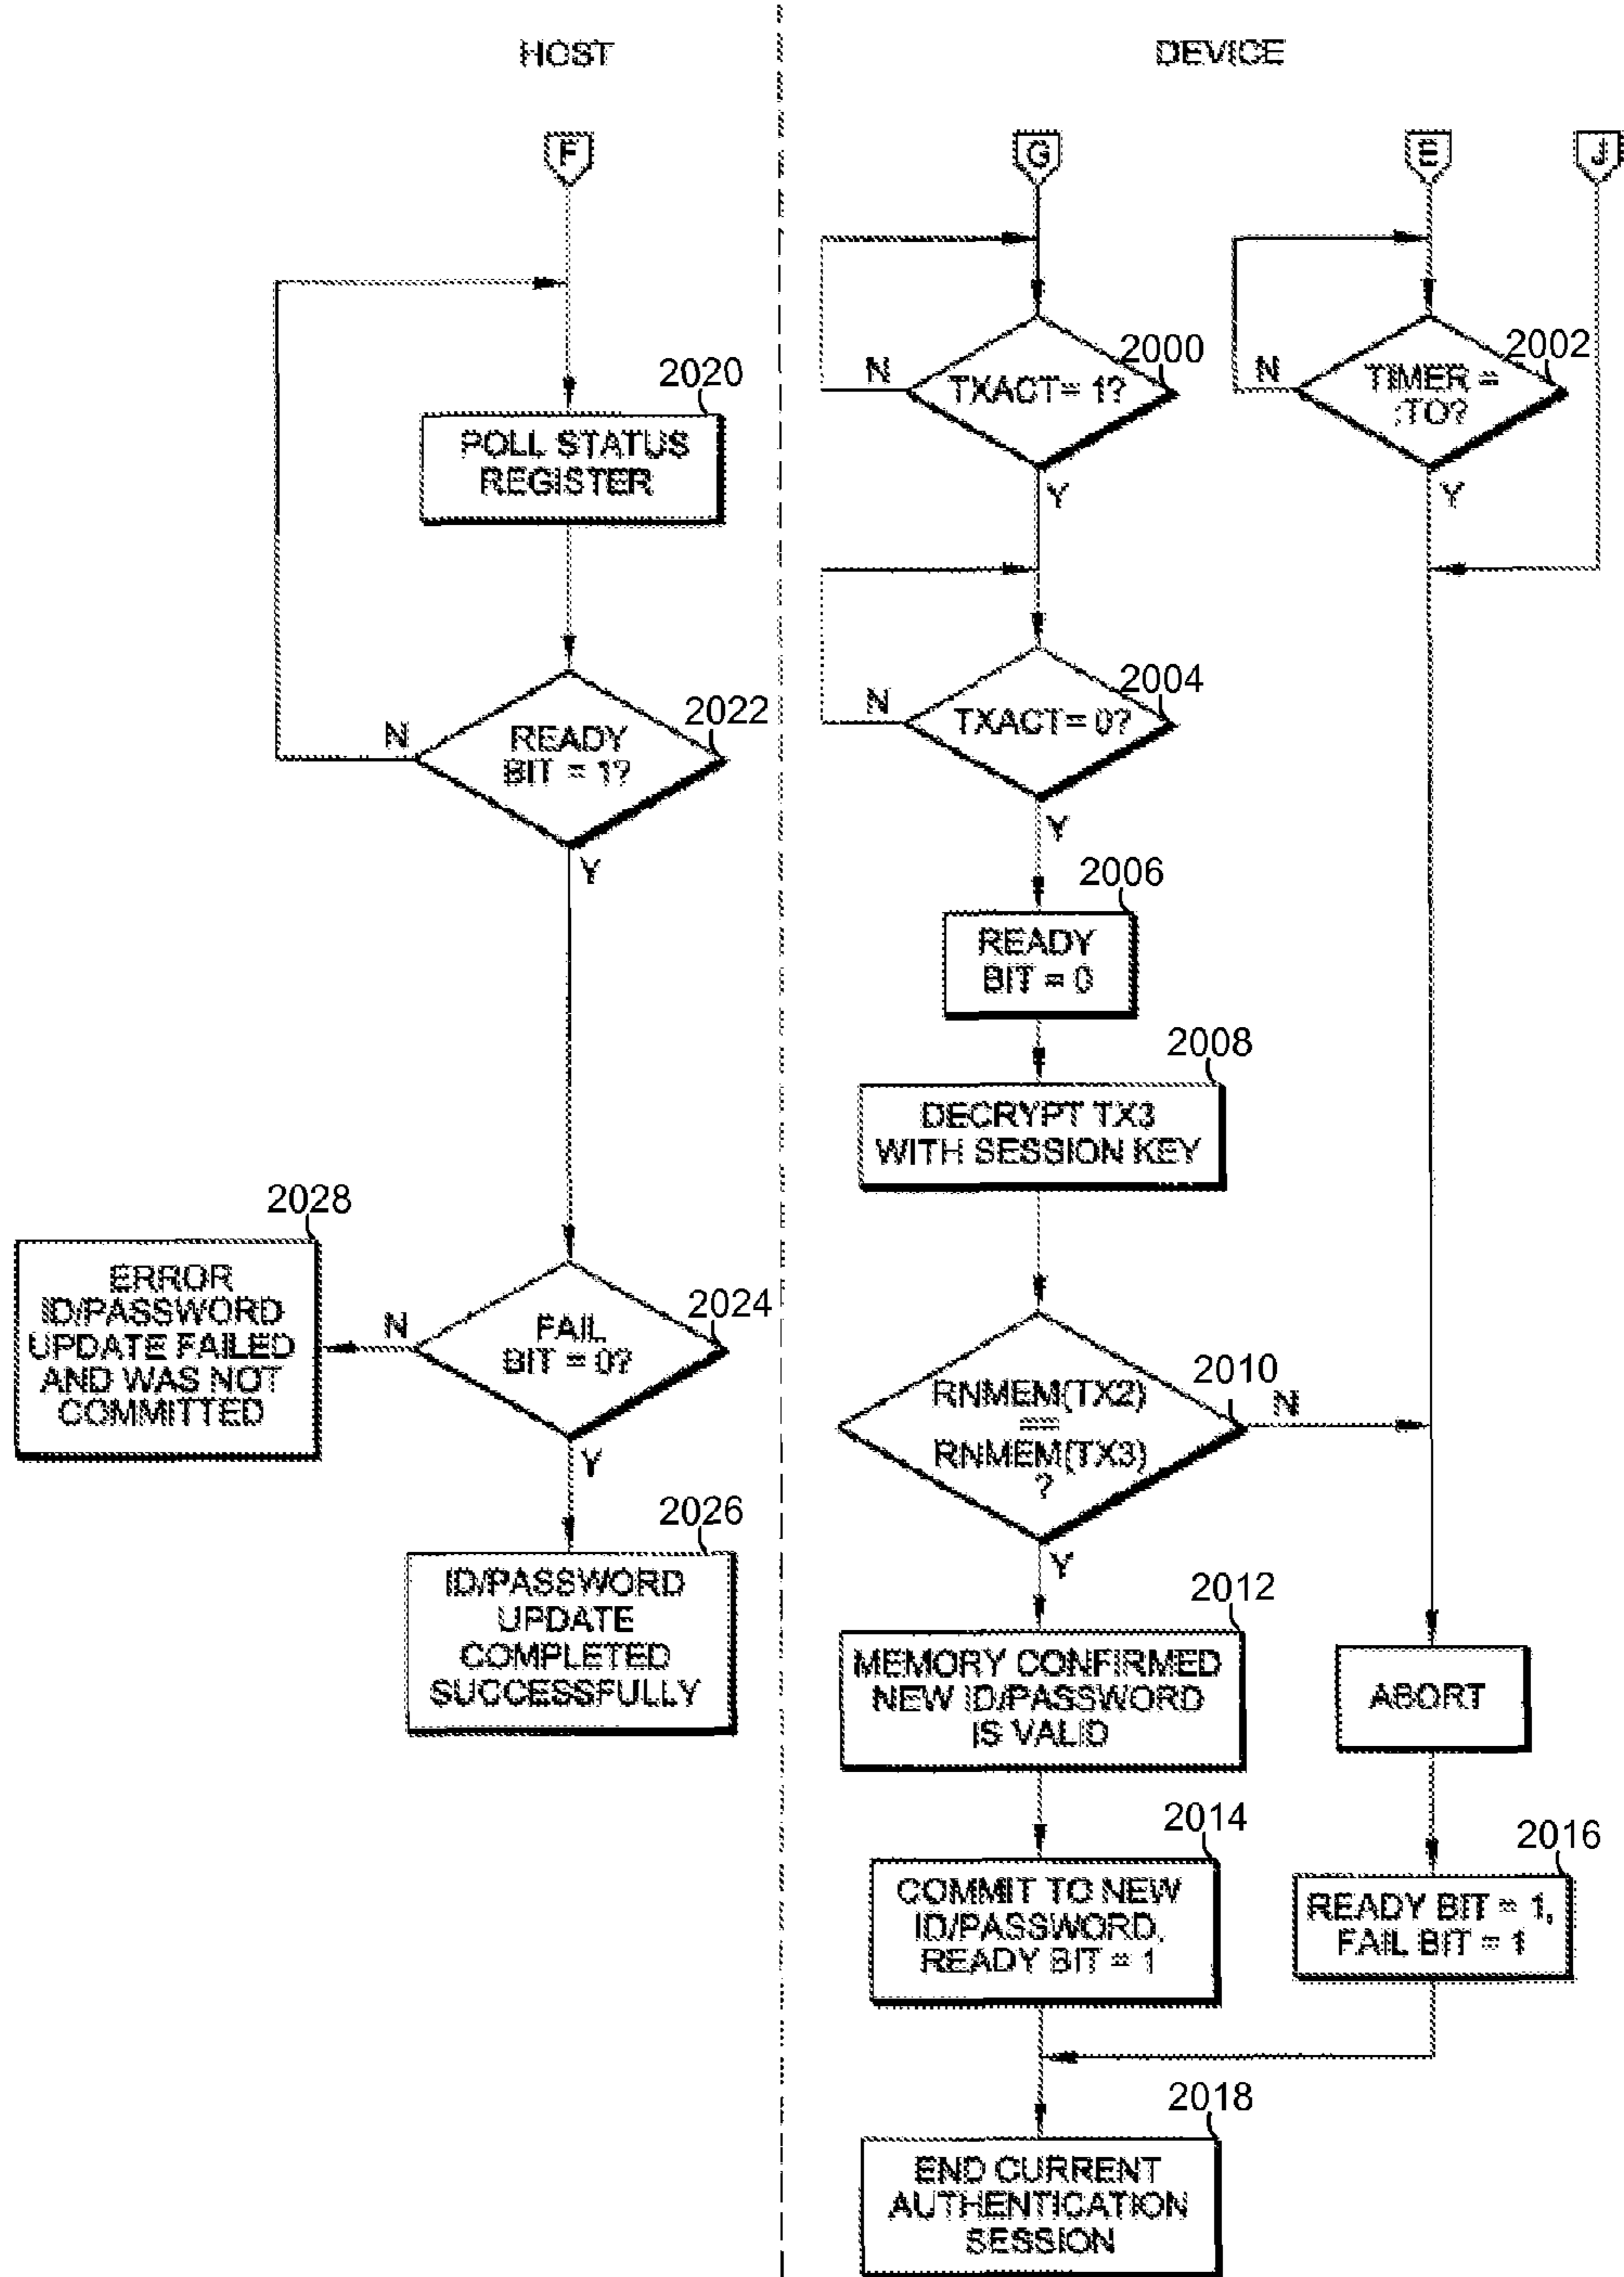 HOST
DEVICE
F
G
E
J
2000
TXACT= 1?
N
Y
2002
TIMER =
TO?
N
Y
2020
POLL STATUS
REGISTER
2004
TXACT= 0?
N
Y
2022
READY
BIT = 1?
N
Y
2006
READY
BIT = 0
2008
DECRYPT TX3
WITH SESSION KEY
2028
ERROR
ID/PASSWORD
UPDATE FAILED
AND WAS NOT
COMMITTED
2024
FAIL
BIT = 0?
N
Y
2010
RNMEM(TX2)
==
RNMEM(TX3)
?
N
Y
2026
ID/PASSWORD
UPDATE
COMPLETED
SUCCESSFULLY
2012
MEMORY CONFIRMED
NEW ID/PASSWORD
IS VALID
ABORT
2014
COMMIT TO NEW
ID/PASSWORD,
READY BIT = 1
2016
READY BIT = 1,
FAIL BIT = 1
2018
END CURRENT
AUTHENTICATION
SESSION